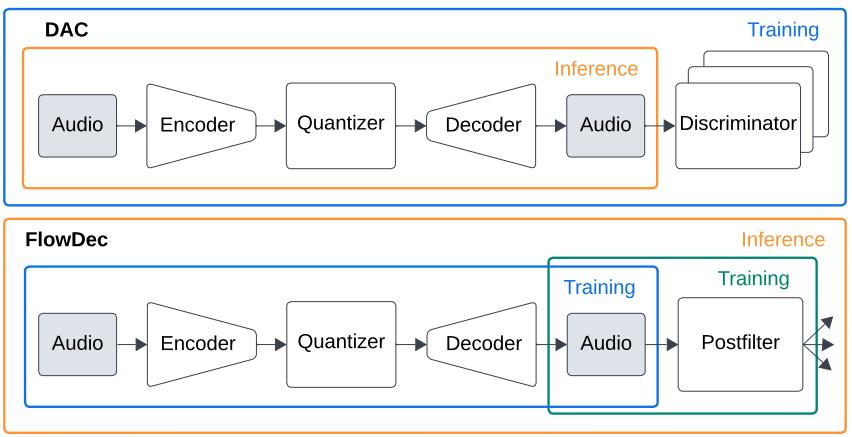 DAC
Training
Inference
Audio
Encoder
Quantizer
Decoder
Audio
Discriminator
FlowDec
Inference
Training
Training
Audio
Encoder
Quantizer
Decoder
Audio
Postfilter